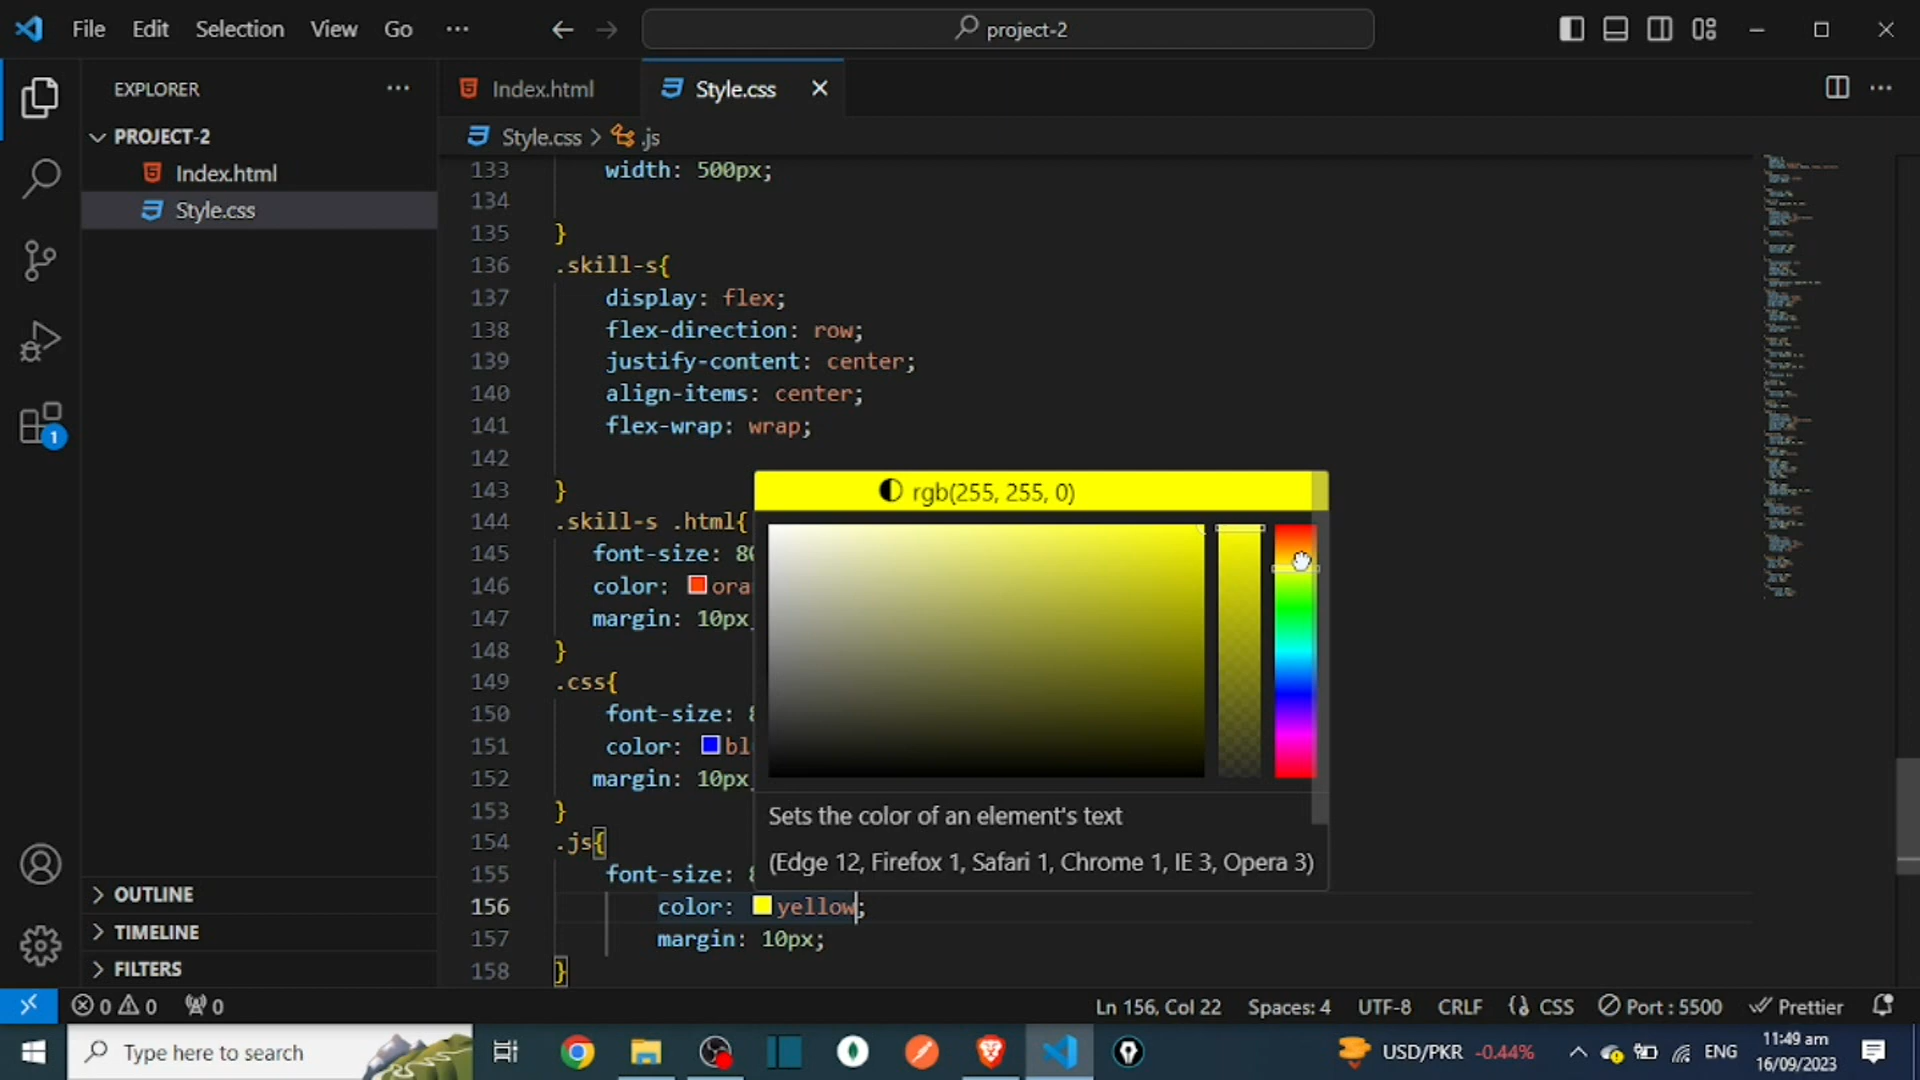 File Edit Selection View Go ··· project-2
EXPLORER ···
Index.html Style.css
PROJECT-2
Index.html
Style.css
Style.css > .js
133 width: 500px;
134
135 }
136 .skill-s{
137 display: flex;
138 flex-direction: row;
139 justify-content: center;
140 align-items: center;
141 flex-wrap: wrap;
142
143 }
144 .skill-s .html{
145 font-size: 80
146 color: ora
147 margin: 10px
148 }
149 .css{
150 font-size: 8
151 color: bl
152 margin: 10px
153 }
154 .js{
155 font-size: 8
156 color: yellow;
157 margin: 10px;
158 }
rgb(255, 255, 0)
Sets the color of an element's text
(Edge 12, Firefox 1, Safari 1, Chrome 1, IE 3, Opera 3)
1
OUTLINE
TIMELINE
FILTERS
0 0 0 Ln 156, Col 22 Spaces: 4 UTF-8 CRLF {} CSS Port : 5500 Prettier
Type here to search USD/PKR -0.44% ENG
11:49 am
16/09/2023